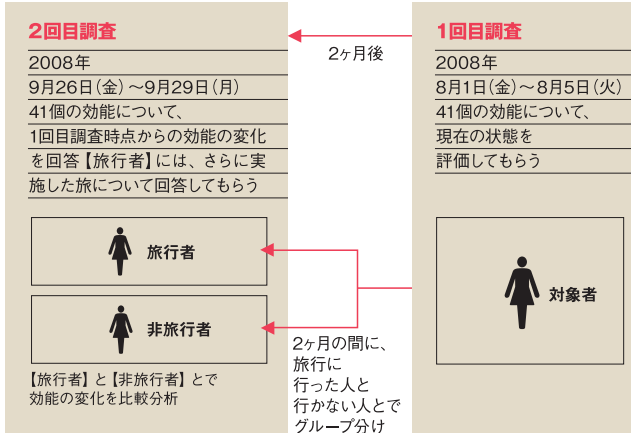 1回目調査
2008年
8月1日(金)~8月5日(火)
41個の効能について、
現在の状態を
評価してもらう
対象者
2ヶ月後
2ヶ月の間に、
旅行に
行った人と
行かない人とで
グループ分け
2回目調査
2008年
9月26日(金)~9月29日(月)
41個の効能について、
1回目調査時点からの効能の変化
を回答【旅行者】には、さらに実
施した旅について回答してもらう
旅行者
非旅行者
【旅行者】と【非旅行者】とで
効能の変化を比較分析